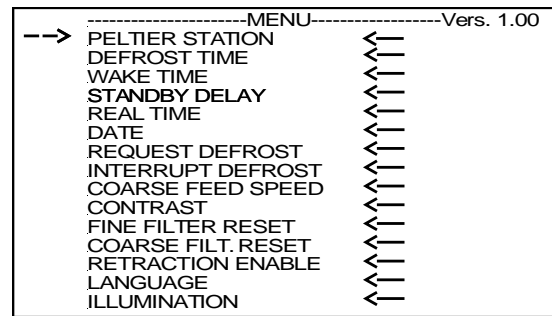 ----------------------MENU------------------Vers. 1.00
--> PELTIER STATION <—
DEFROST TIME <—
WAKE TIME <—
STANDBY DELAY <—
REAL TIME <—
DATE <—
REQUEST DEFROST <—
INTERRUPT DEFROST <—
COARSE FEED SPEED <—
CONTRAST <—
FINE FILTER RESET <—
COARSE FILT. RESET <—
RETRACTION ENABLE <—
LANGUAGE <—
ILLUMINATION <—